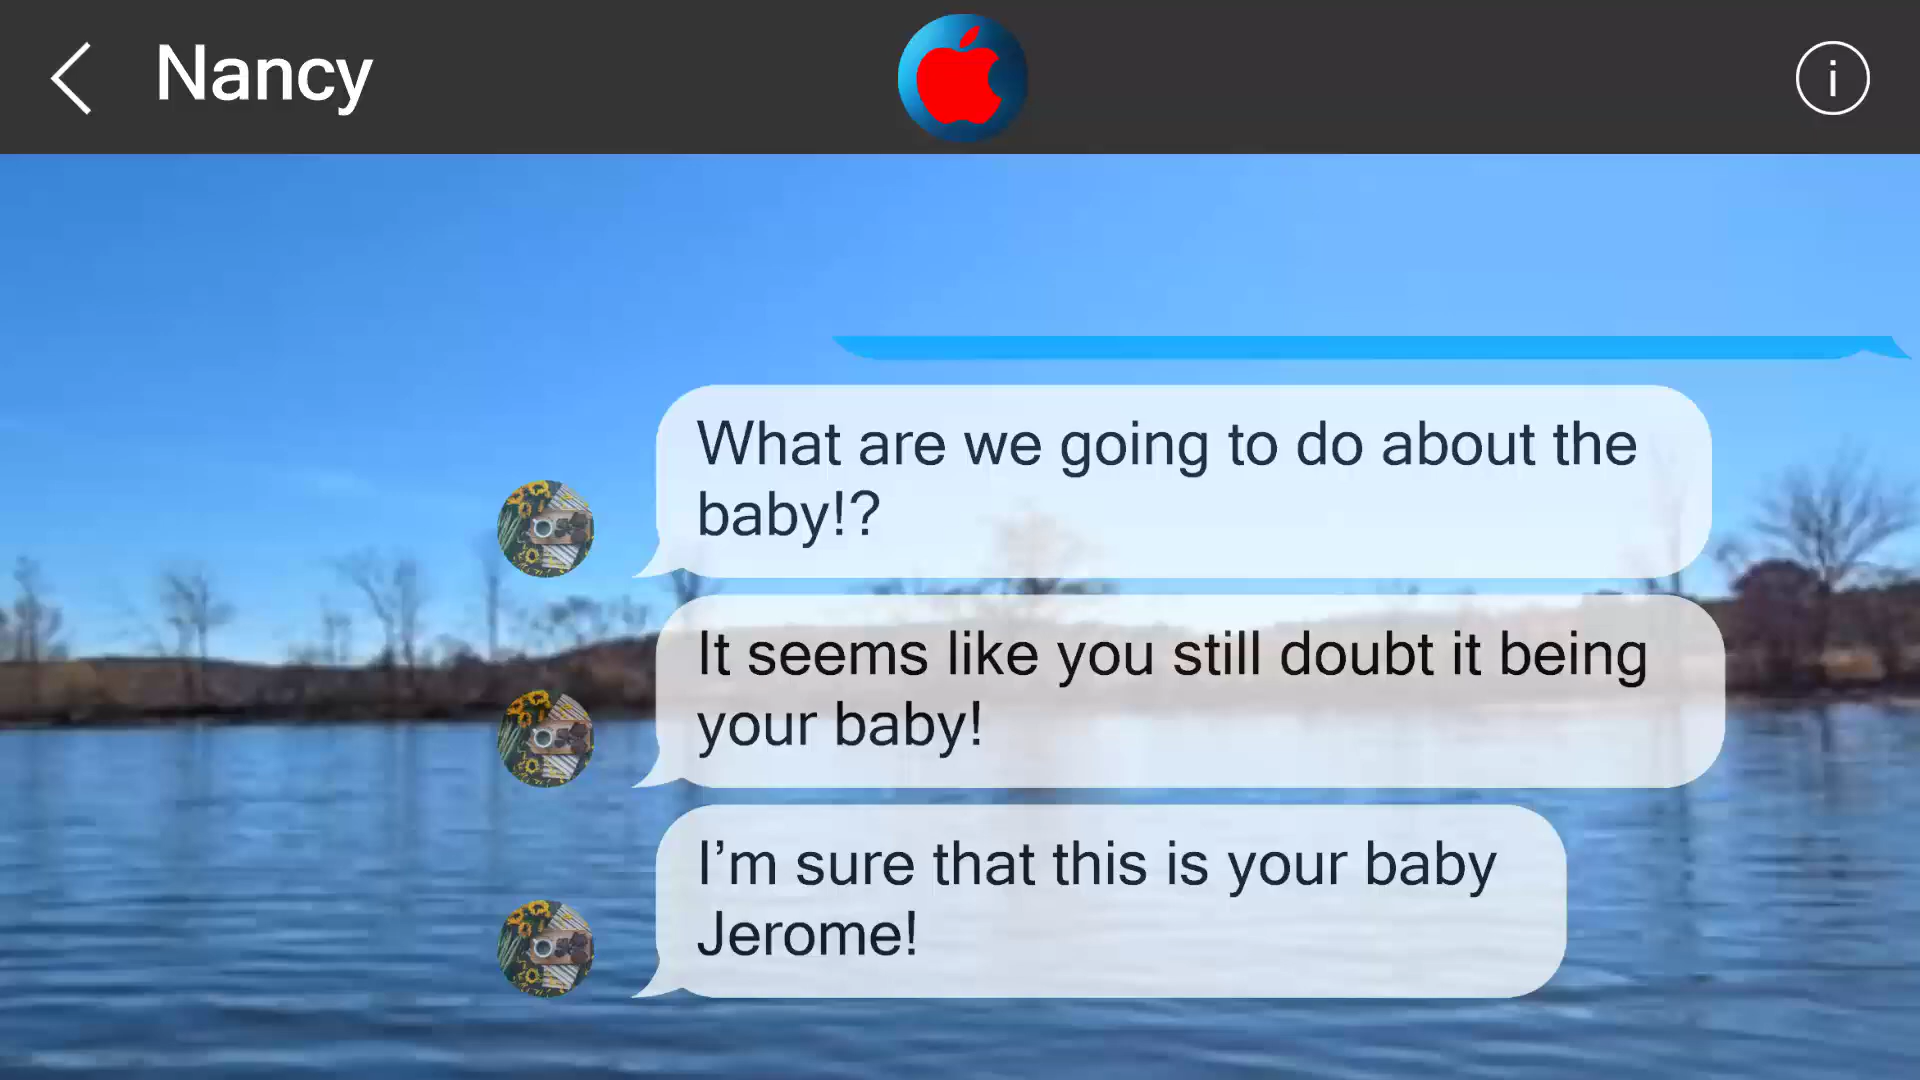 Nancy
What are we going to do about the
baby!?
It seems like you still doubt it being
your baby!
I’m sure that this is your baby
Jerome!